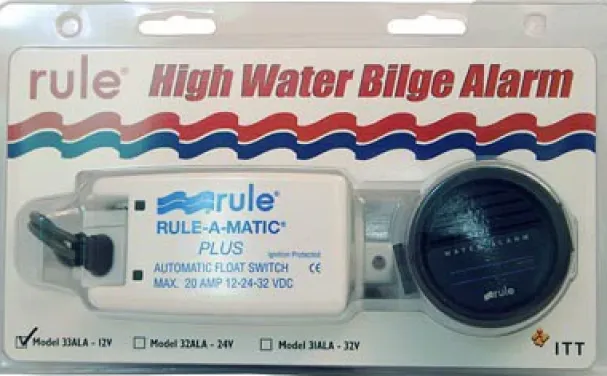 rule® High Water Bilge Alarm
rule®
RULE-A-MATIC®
PLUS
Ignition Protected
AUTOMATIC FLOAT SWITCH CE
MAX. 20 AMP 12-24-32 VDC
WATER ALARM
rule®
Model 33ALA - 12V Model 32ALA - 24V Model 31ALA - 32V
ITT